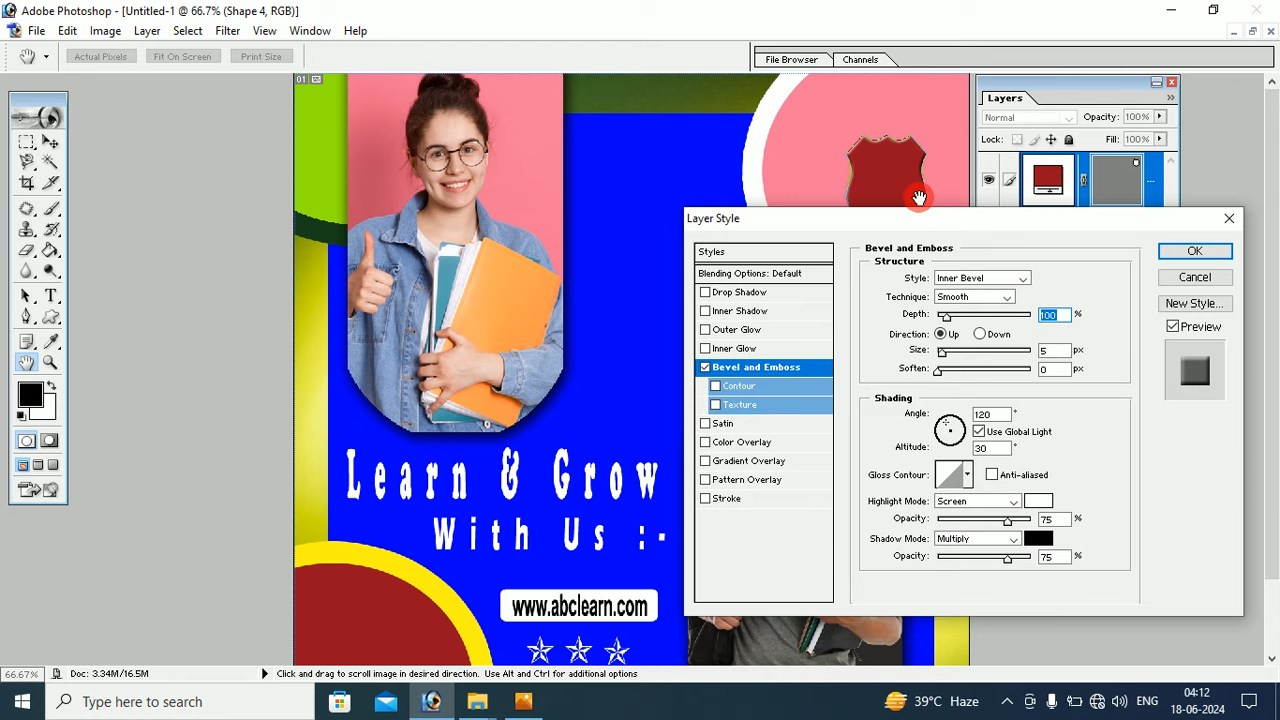 Adobe Photoshop - [Untitled-1 @ 66.7% (Shape 4, RGB)]
File Edit Image Layer Select Filter View Window Help
Actual Pixels Fit On Screen Print Size
File Browser Channels
01
Layers
Normal Opacity: 100%
Lock: Fill: 100%
Layer Style
Styles
Blending Options: Default
Drop Shadow
Inner Shadow
Outer Glow
Inner Glow
Bevel and Emboss
Contour
Texture
Satin
Color Overlay
Gradient Overlay
Pattern Overlay
Stroke
Bevel and Emboss
Structure
Style: Inner Bevel
Technique: Smooth
Depth: 100 %
Direction: Up Down
Size: 5 px
Soften: 0 px
Shading
Angle: 120 °
Use Global Light
Altitude: 30 °
Gloss Contour: Anti-aliased
Highlight Mode: Screen
Opacity: 75 %
Shadow Mode: Multiply
Opacity: 75 %
OK
Cancel
New Style...
Preview
Learn & Grow
With Us :-
www.abclearn.com
66.67% Doc: 3.34M/16.5M Click and drag to scroll image in desired direction. Use Alt and Ctrl for additional options
Type here to search
39°C Haze
ENG
04:12
18-06-2024